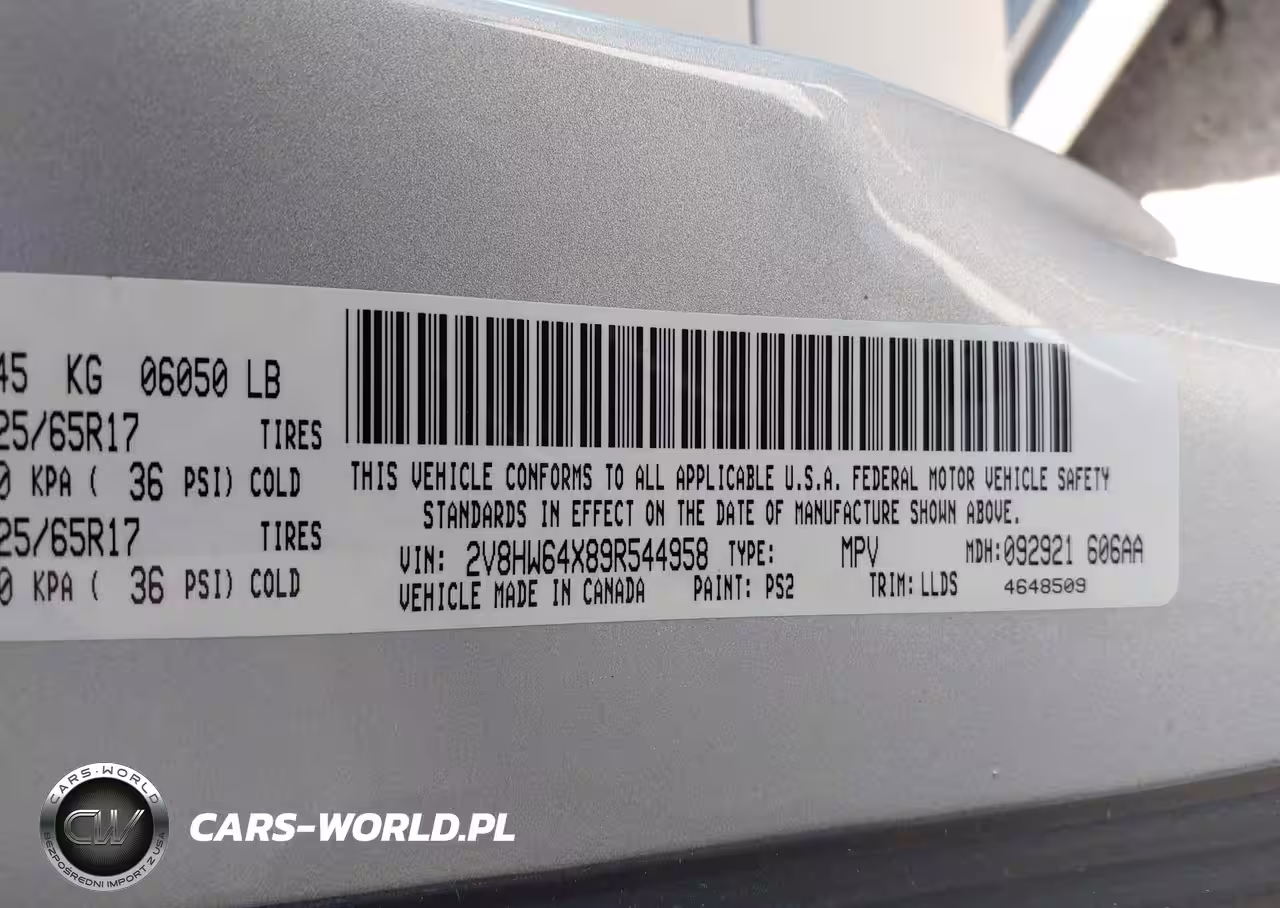 45 KG 06050 LB
25/65R17 TIRES
0 KPA ( 36 PSI) COLD
25/65R17 TIRES
0 KPA ( 36 PSI) COLD
THIS VEHICLE CONFORMS TO ALL APPLICABLE U.S.A. FEDERAL MOTOR VEHICLE SAFETY
STANDARDS IN EFFECT ON THE DATE OF MANUFACTURE SHOWN ABOVE.
VIN: 2V8HW64X89R544958 TYPE: MPV MDH:092921 606AA
VEHICLE MADE IN CANADA PAINT: PS2 TRIM: LLDS 4648509
CARS-WORLD
CW
BEZPOŚREDNI IMPORT Z USA
CARS-WORLD.PL